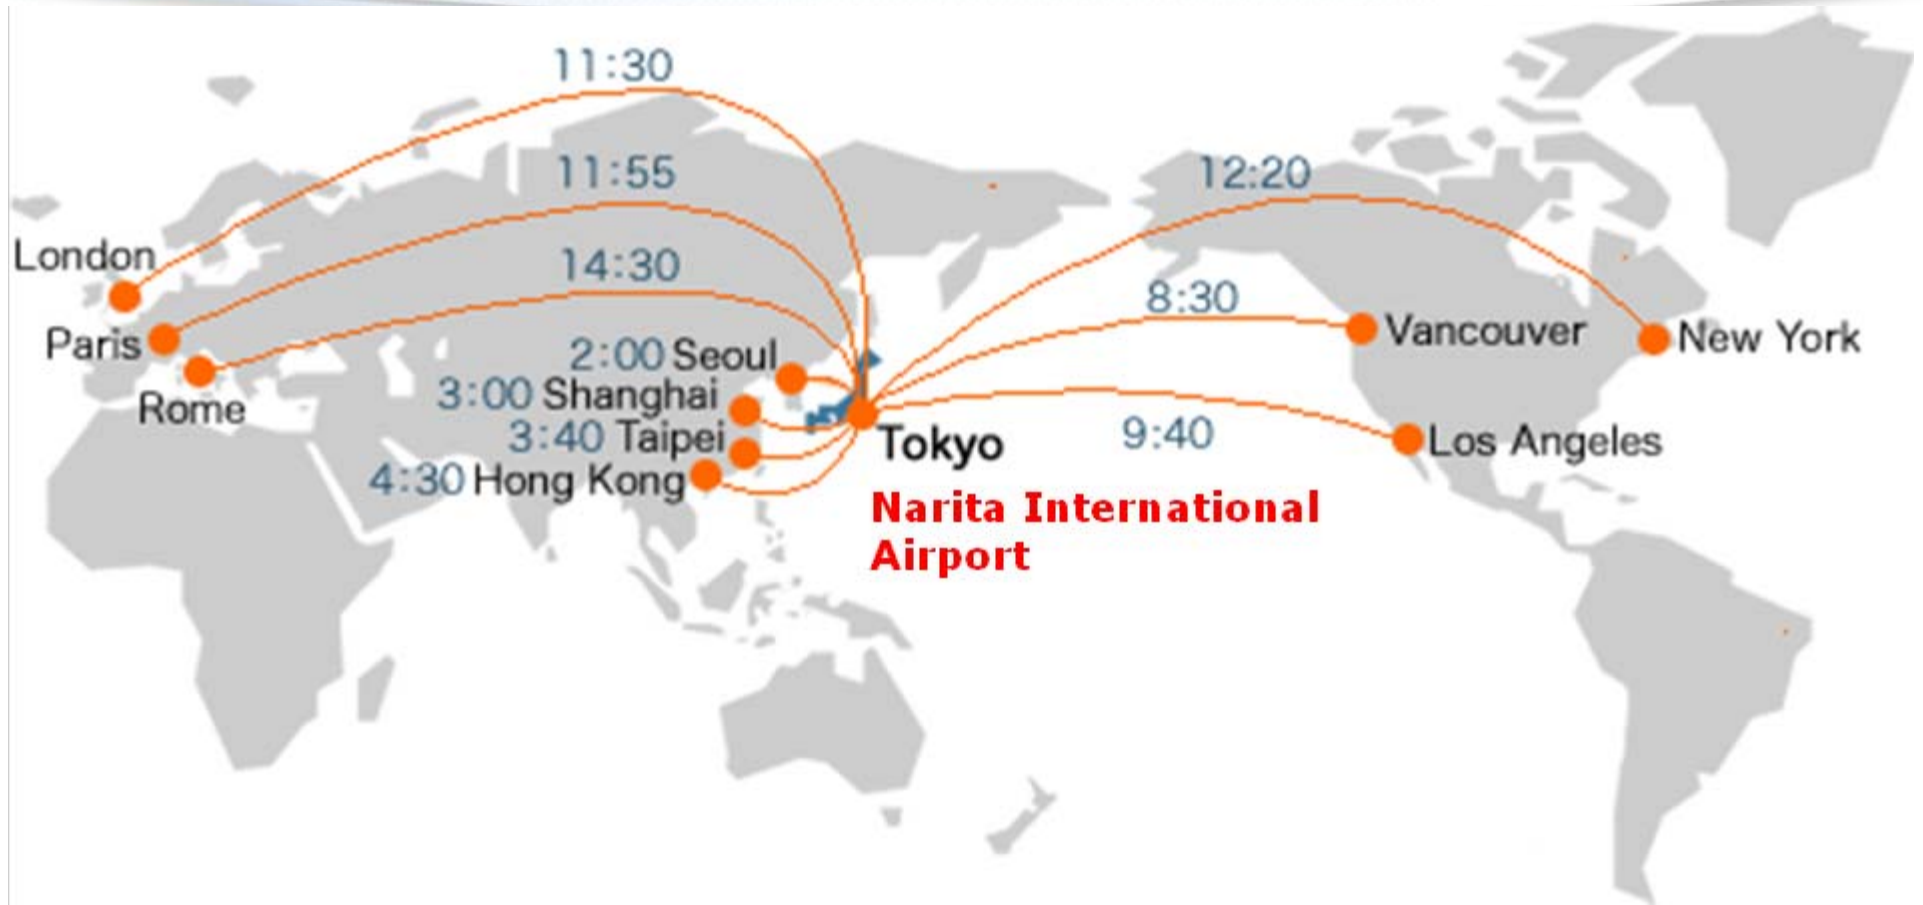 11:30
11:55
12:20
London
14:30
8:30
Paris
Vancouver
New York
2:00 Seoul
3:00 Shanghai
Rome
3:40 Taipei
Tokyo
9:40
Los Angeles
4:30 Hong Kong
Narita International
Airport